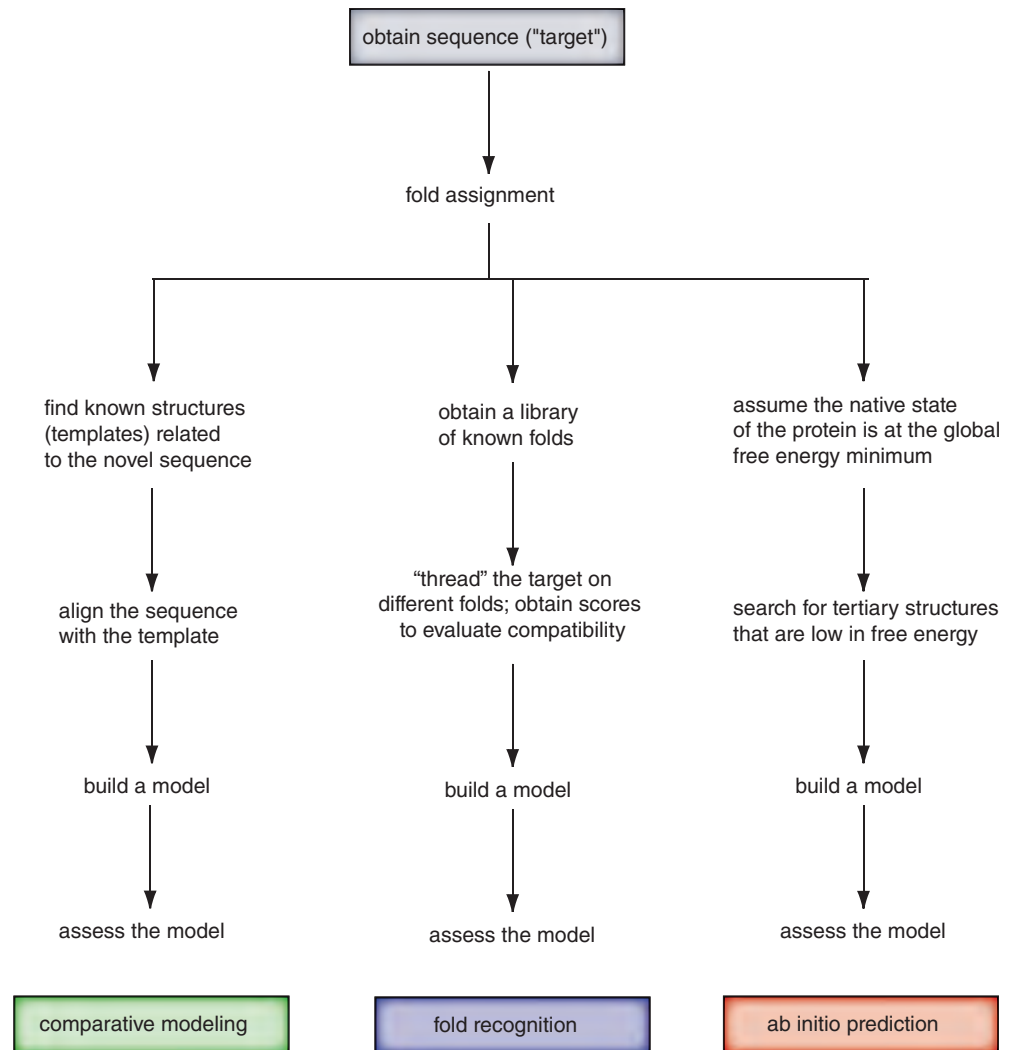 obtain sequence ("target")
fold assignment
find known structures
(templates) related
to the novel sequence
align the sequence
with the template
build a model
assess the model
comparative modeling
obtain a library
of known folds
“thread” the target on
different folds; obtain scores
to evaluate compatibility
build a model
assess the model
fold recognition
assume the native state
of the protein is at the global
free energy minimum
search for tertiary structures
that are low in free energy
build a model
assess the model
ab initio prediction